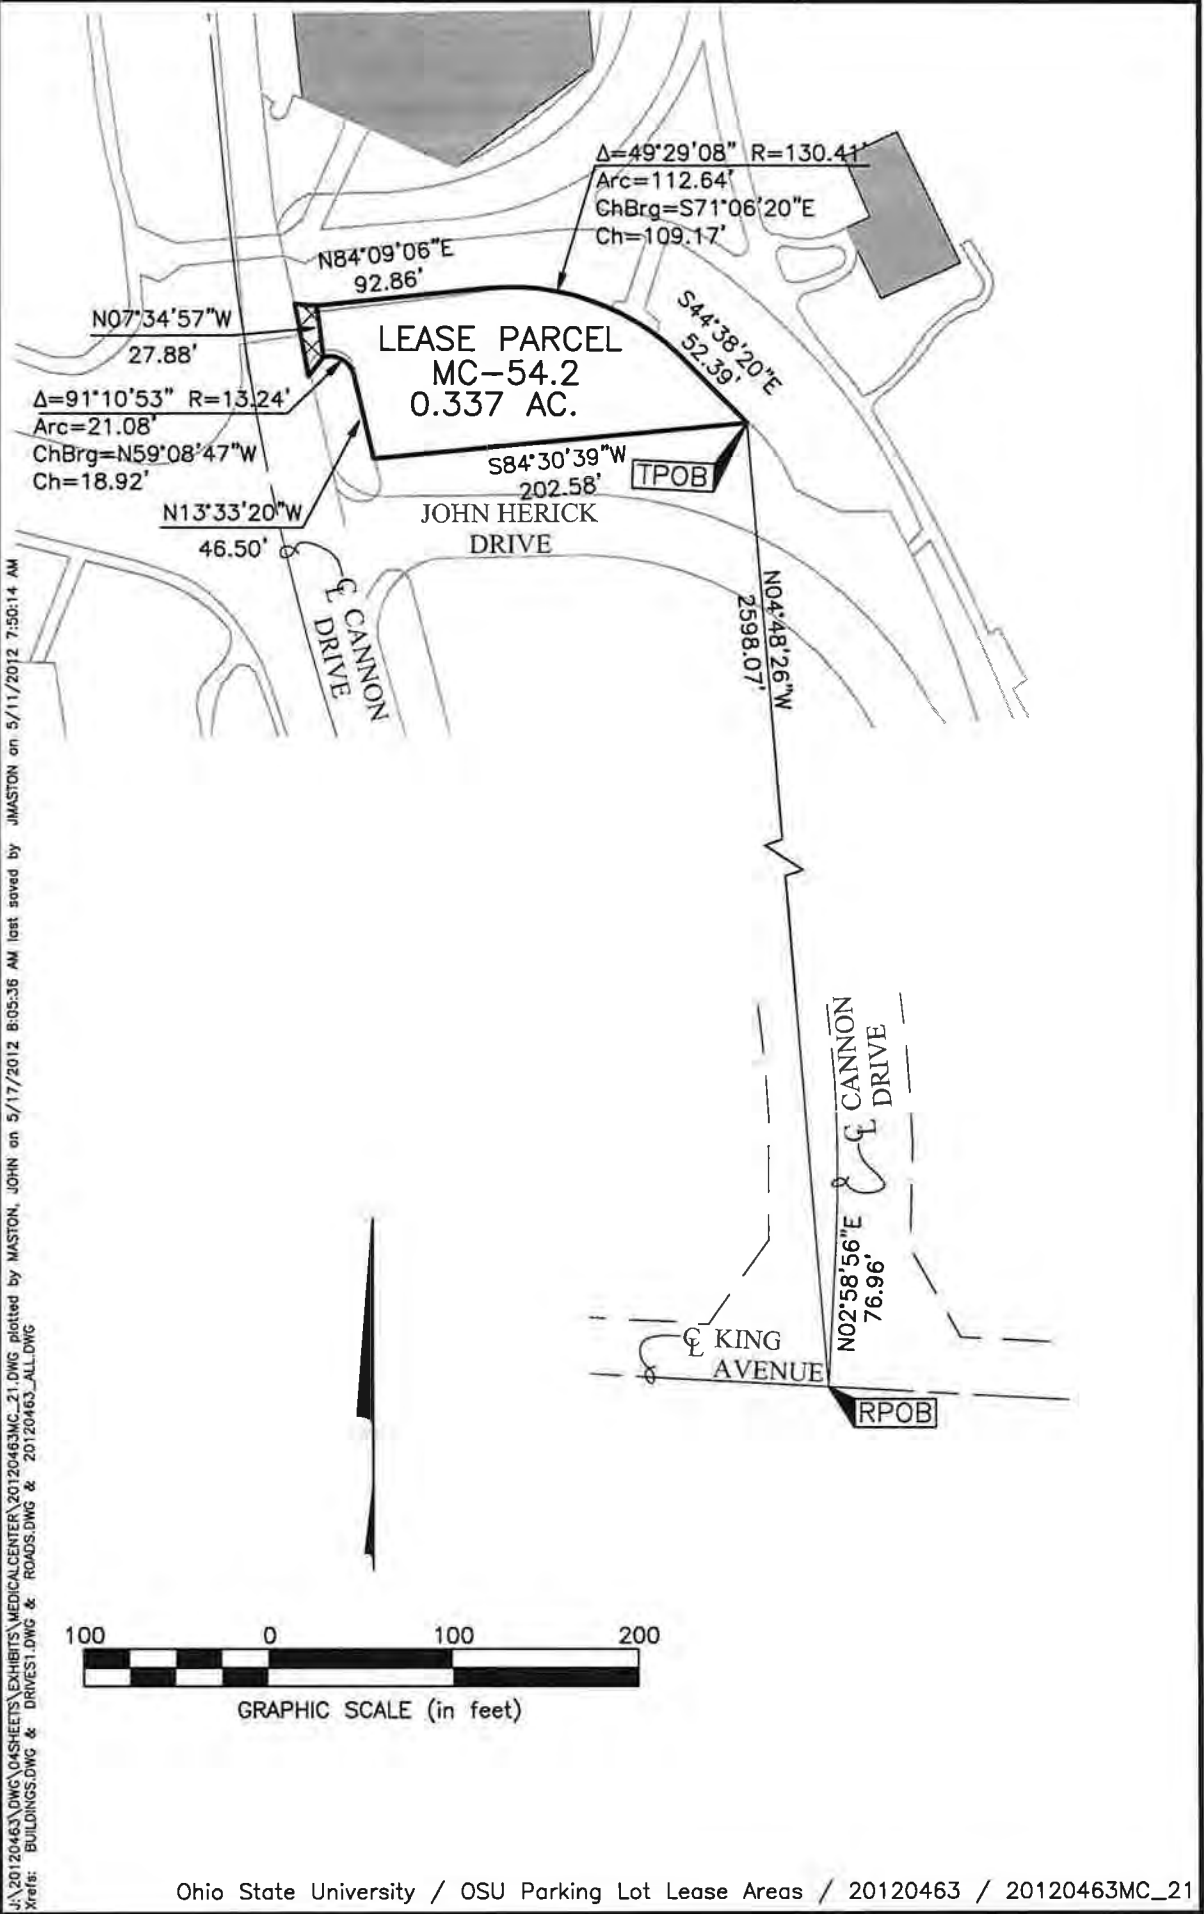 Δ=49°29'08" R=130.41'
Arc=112.64'
ChBrg=S71°06'20"E
Ch=109.17'
N84°09'06"E
92.86'
N07°34'57"W
27.88'
S44°38'20"E
52.39'
LEASE PARCEL
MC-54.2
0.337 AC.
Δ=91°10'53" R=13.24'
Arc=21.08'
ChBrg=N59°08'47"W
Ch=18.92'
S84°30'39"W
202.58'
TPOB
N13°33'20"W
46.50'
JOHN HERICK
DRIVE
℄ CANNON
DRIVE
N04°48'26"W
2598.07'
℄ CANNON
DRIVE
N02°58'56"E
76.96'
℄ KING
AVENUE
RPOB
100 0 100 200
GRAPHIC SCALE (in feet)
J:\20120463\DWG\04SHEETS\EXHIBITS\MEDICALCENTER\20120463MC_21.DWG plotted by MASTON, JOHN on 5/17/2012 8:05:36 AM last saved by JMASTON on 5/11/2012 7:50:14 AM
Xrefs: BUILDINGS.DWG & DRIVES1.DWG & ROADS.DWG & 20120463_ALL.DWG
Ohio State University / OSU Parking Lot Lease Areas / 20120463 / 20120463MC_21